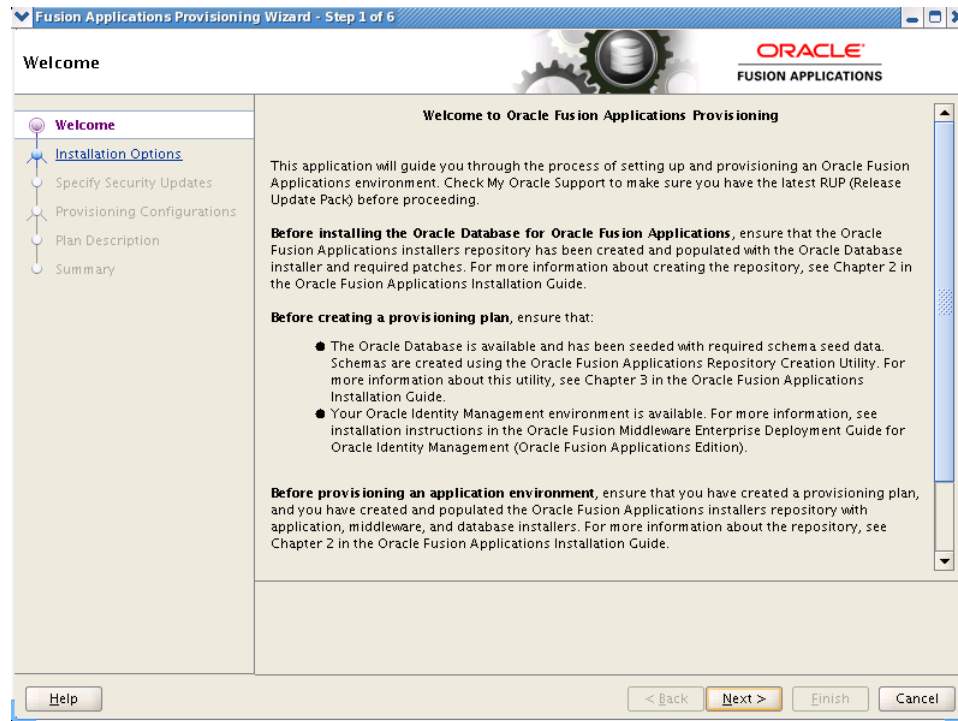 Fusion Applications Provisioning Wizard - Step 1 of 6
Welcome
ORACLE
FUSION APPLICATIONS
Welcome
Installation Options
Specify Security Updates
Provisioning Configurations
Plan Description
Summary
Welcome to Oracle Fusion Applications Provisioning
This application will guide you through the process of setting up and provisioning an Oracle Fusion
Applications environment. Check My Oracle Support to make sure you have the latest RUP (Release
Update Pack) before proceeding.
Before installing the Oracle Database for Oracle Fusion Applications, ensure that the Oracle
Fusion Applications installers repository has been created and populated with the Oracle Database
installer and required patches. For more information about creating the repository, see Chapter 2 in
the Oracle Fusion Applications Installation Guide.
Before creating a provisioning plan, ensure that:
● The Oracle Database is available and has been seeded with required schema seed data.
Schemas are created using the Oracle Fusion Applications Repository Creation Utility. For
more information about this utility, see Chapter 3 in the Oracle Fusion Applications
Installation Guide.
● Your Oracle Identity Management environment is available. For more information, see
installation instructions in the Oracle Fusion Middleware Enterprise Deployment Guide for
Oracle Identity Management (Oracle Fusion Applications Edition).
Before provisioning an application environment, ensure that you have created a provisioning plan,
and you have created and populated the Oracle Fusion Applications installers repository with
application, middleware, and database installers. For more information about the repository, see
Chapter 2 in the Oracle Fusion Applications Installation Guide.
Help
< Back
Next >
Finish
Cancel